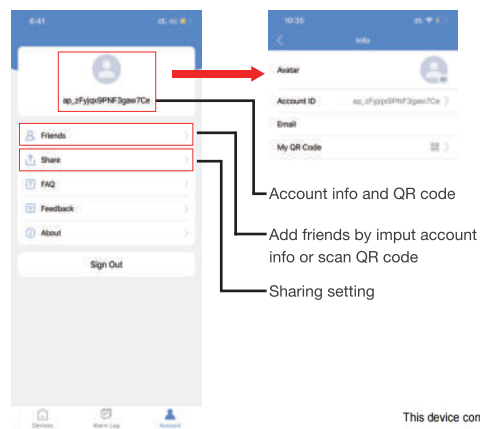 6:41
ap_zFyjqx9PNF3gaw7Ce
Friends
Share
FAQ
Feedback
About
Sign Out
Devices
Alarm Log
Account
10:35
Info
Avatar
Account ID ap_zFyjqx9PNF3gaw7Ce
Email
My QR Code
Account info and QR code
Add friends by imput account
info or scan QR code
Sharing setting
This device con